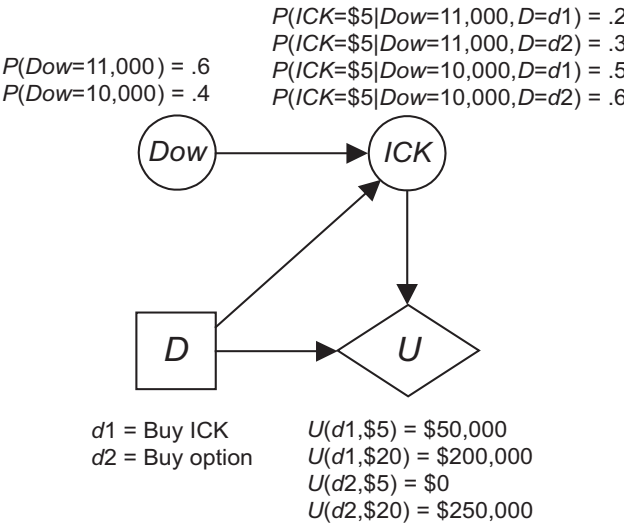 P(ICK=$5|Dow=11,000,D=d1) = .2
P(ICK=$5|Dow=11,000,D=d2) = .3
P(Dow=11,000) = .6
P(ICK=$5|Dow=10,000,D=d1) = .5
P(Dow=10,000) = .4
P(ICK=$5|Dow=10,000,D=d2) = .6
Dow
ICK
D
U
d1 = Buy ICK
d2 = Buy option
U(d1,$5) = $50,000
U(d1,$20) = $200,000
U(d2,$5) = $0
U(d2,$20) = $250,000